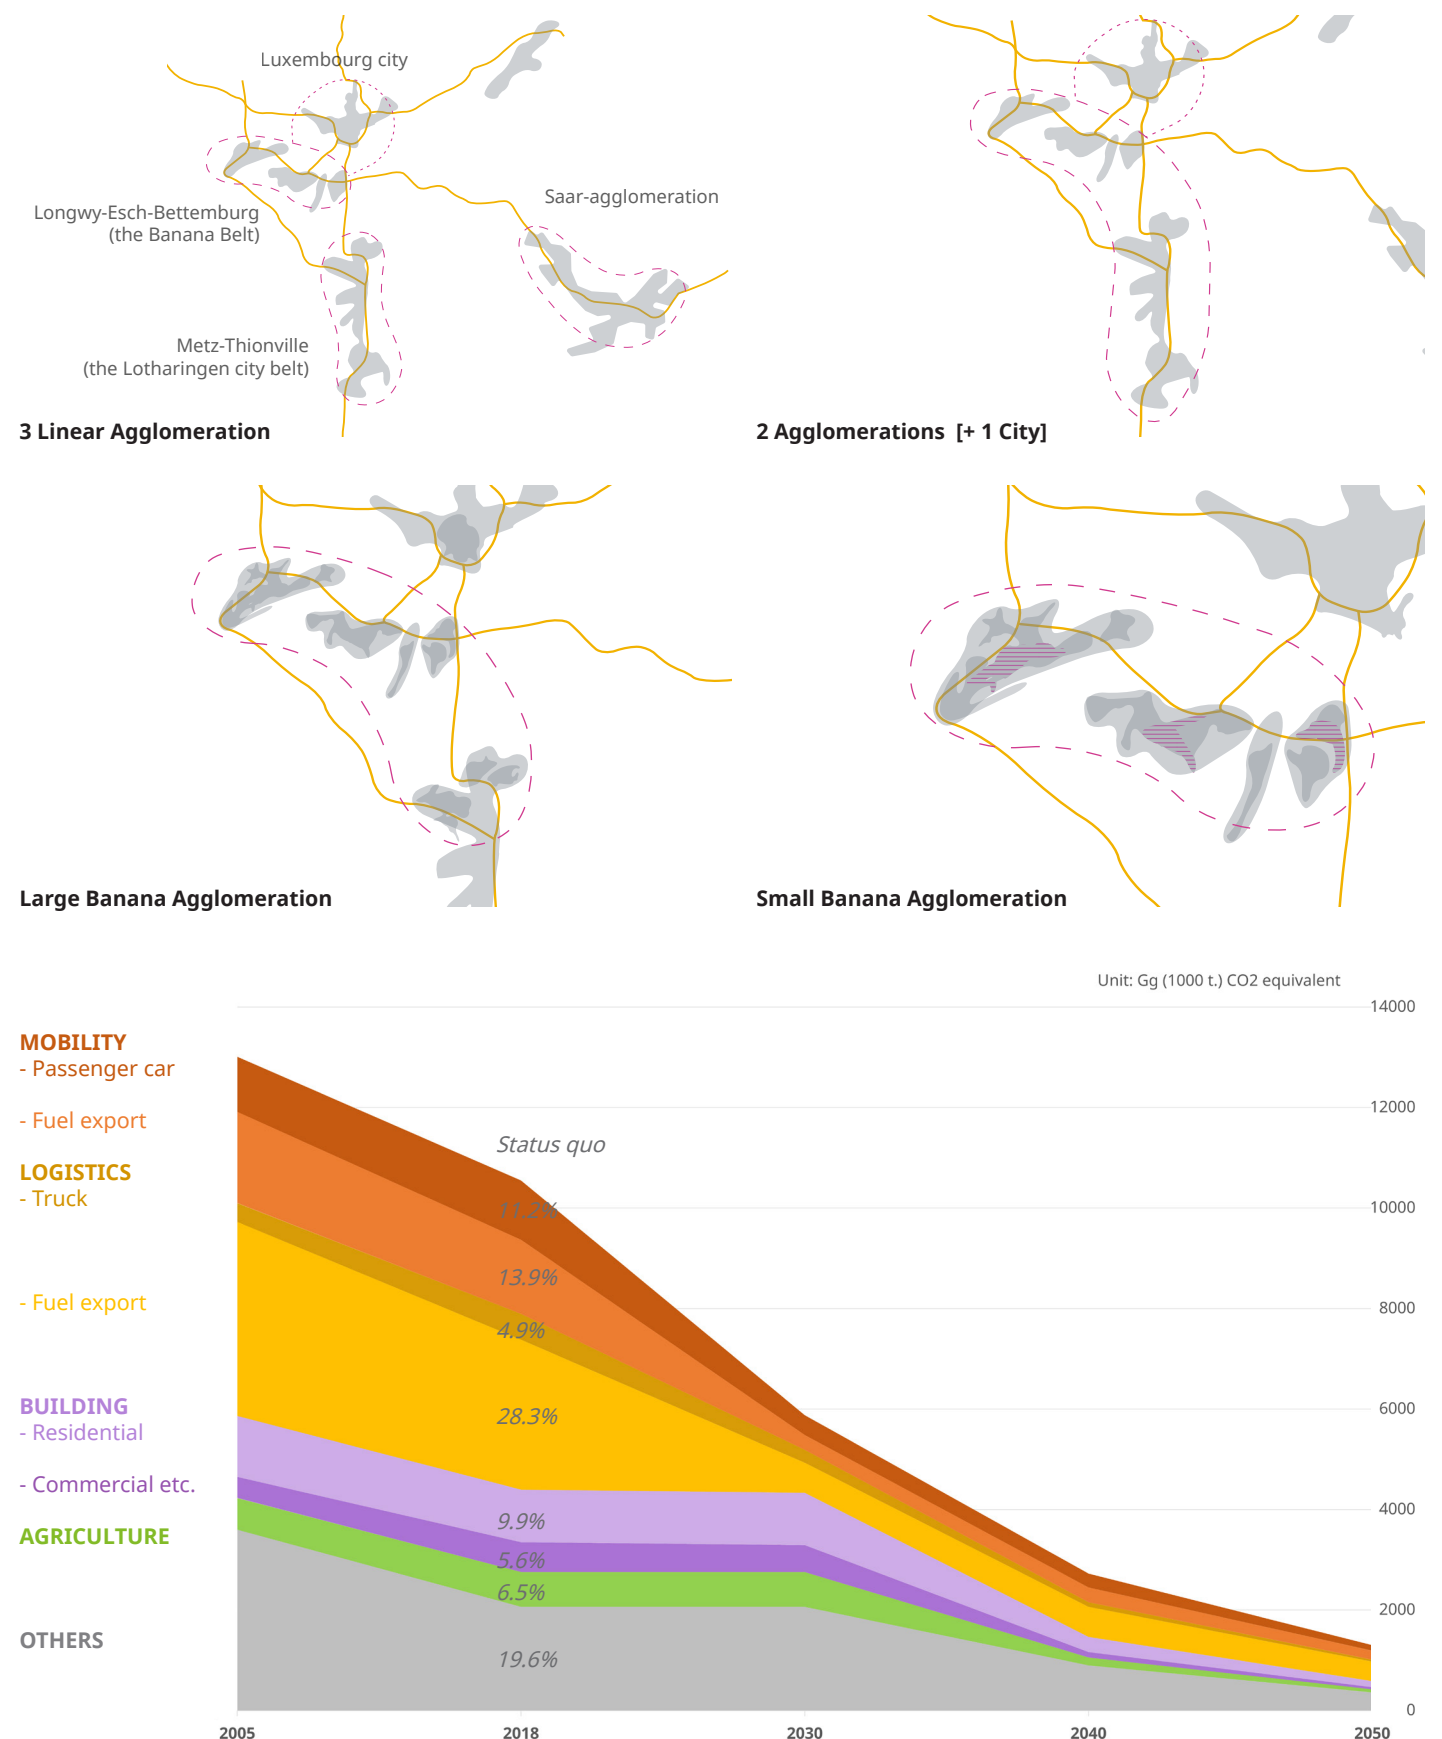 Luxembourg city
Longwy-Esch-Bettemburg
(the Banana Belt)
Saar-agglomeration
Metz-Thionville
(the Lotharingen city belt)
3 Linear Agglomeration
2 Agglomerations [+ 1 City]
Large Banana Agglomeration
Small Banana Agglomeration
Unit: Gg (1000 t.) CO2 equivalent
MOBILITY
- Passenger car
- Fuel export
LOGISTICS
- Truck
- Fuel export
BUILDING
- Residential
- Commercial etc.
AGRICULTURE
OTHERS
Status quo
11.2%
13.9%
4.9%
28.3%
9.9%
5.6%
6.5%
19.6%
14000
12000
10000
8000
6000
4000
2000
0
2005 2018 2030 2040 2050